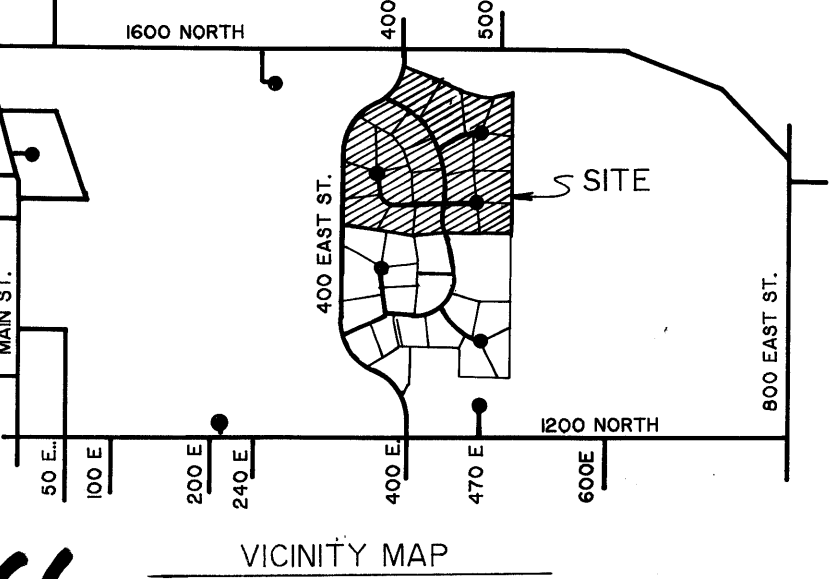 1600 NORTH
400
500
SITE
400 EAST ST.
MAIN ST.
800 EAST ST.
1200 NORTH
50 E.
100 E
200 E
240 E
400 E.
470 E
600E
VICINITY MAP